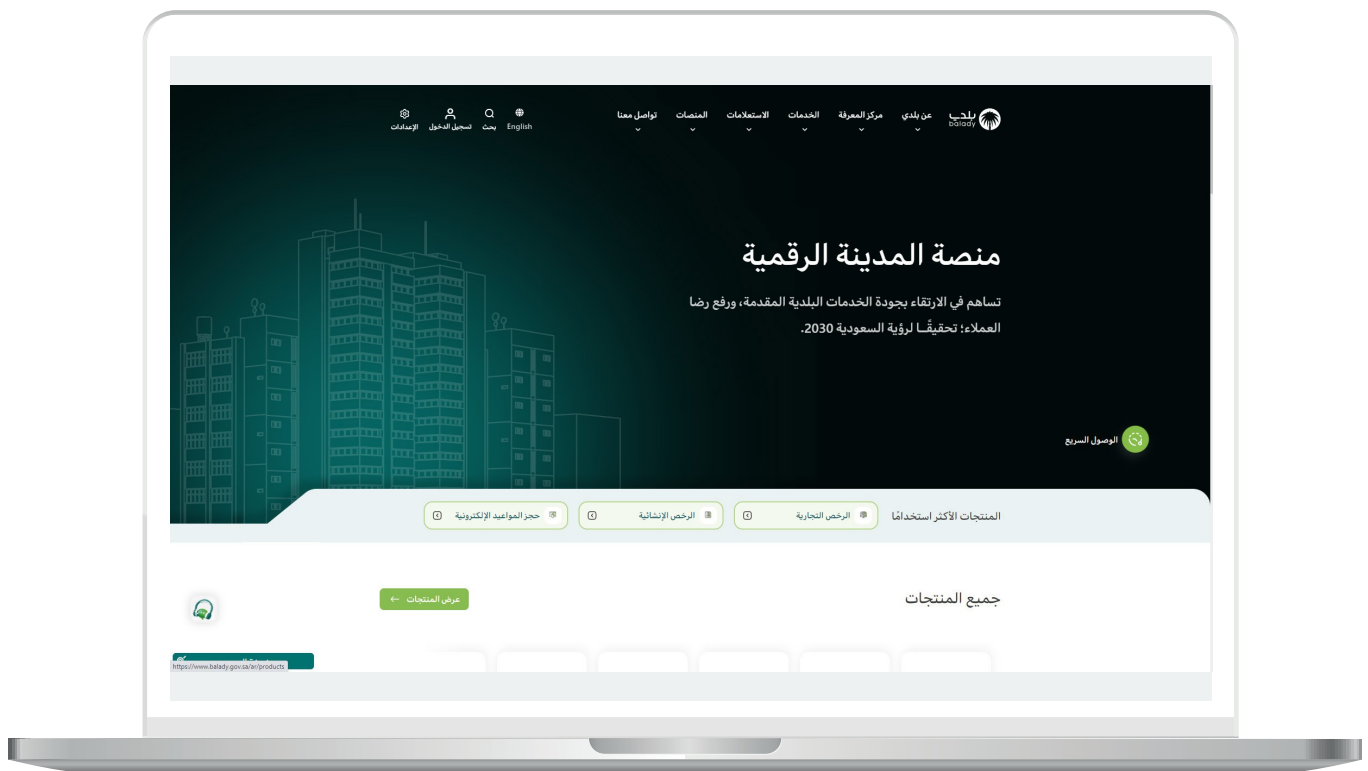 بلدي
balady
عن بلدي
مركز المعرفة
الخدمات
الاستعلامات
المنصات
تواصل معنا
English
بحث
تسجيل الدخول
الإعدادات
منصة المدينة الرقمية
تساهم في الارتقاء بجودة الخدمات البلدية المقدمة، ورفع رضا
العملاء؛ تحقيقًــا لرؤية السعودية 2030.
الوصول السريع
المنتجات الأكثر استخدامًا
الرخص التجارية
الرخص الإنشائية
حجز المواعيد الإلكترونية
جميع المنتجات
عرض المنتجات
https://www.balady.gov.sa/ar/products